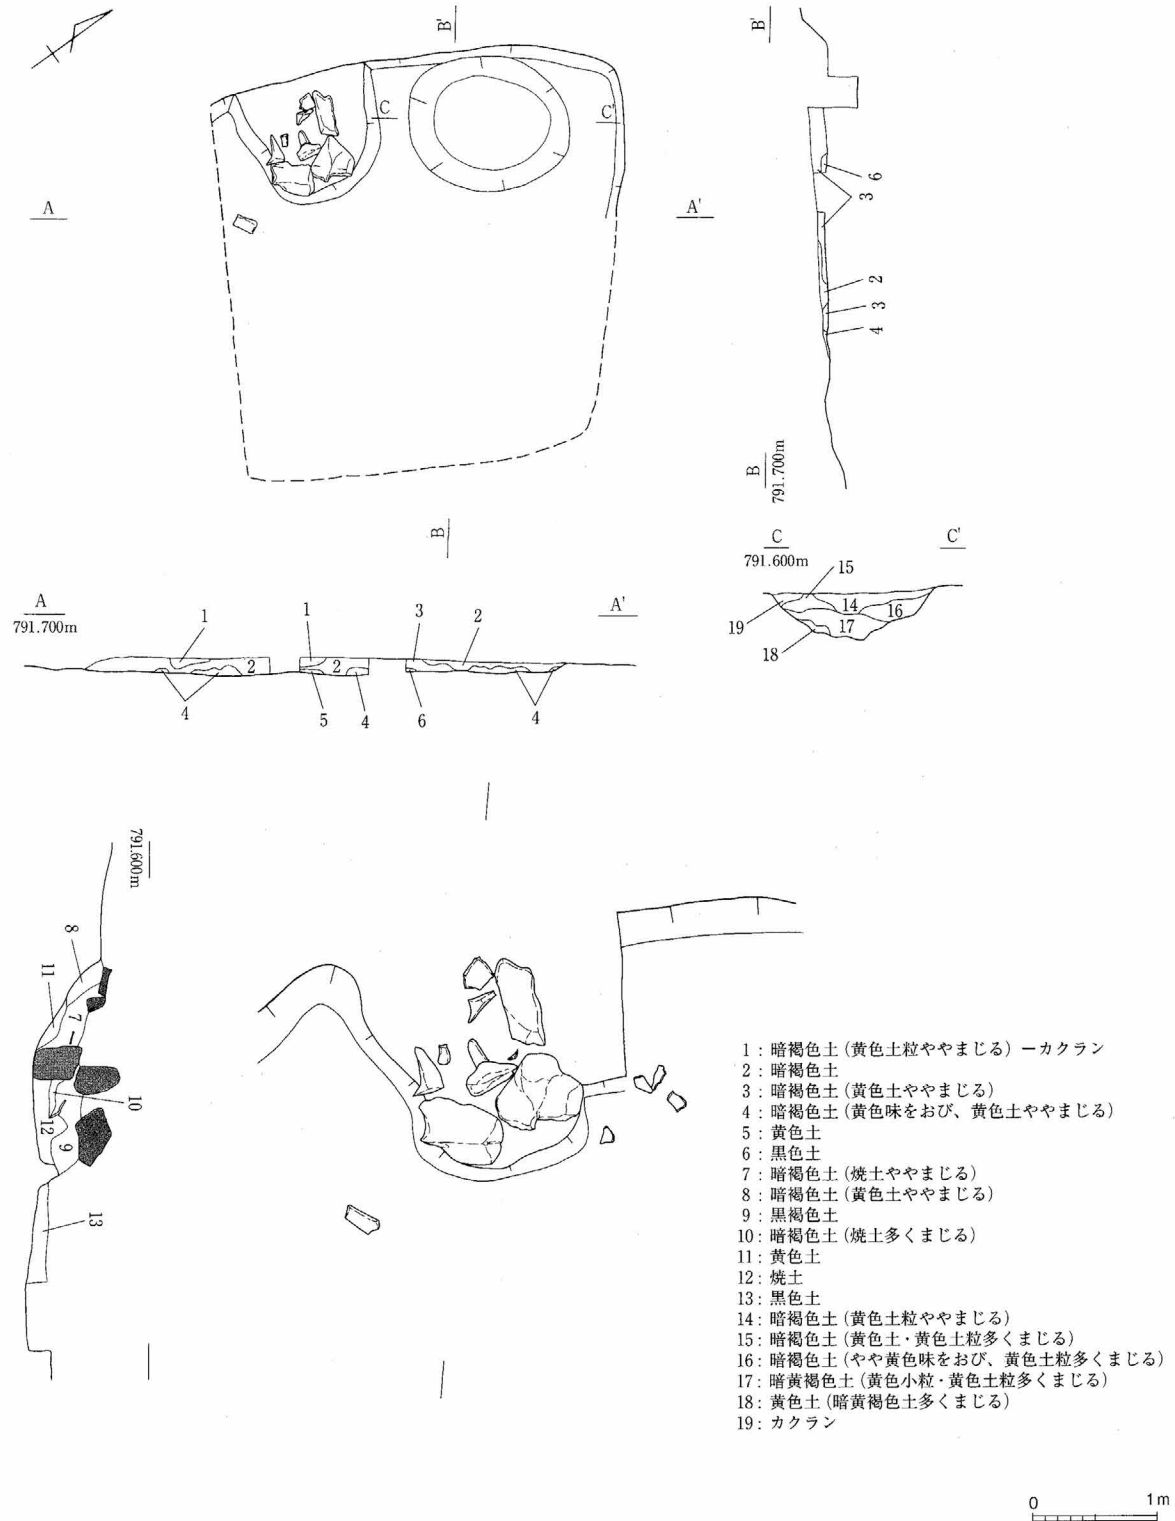 B'
B'
C
C'
A
A'
6
3
2
3
4
B
791.700m
B
C
791.600m
C'
15
14
16
17
19
18
A
791.700m
A'
1
1
3
2
2
2
4
5
4
6
4
791.600m
8
11
7
10
12
9
13
1：暗褐色土（黄色土粒ややまじる）ーカクラン
2：暗褐色土
3：暗褐色土（黄色土ややまじる）
4：暗褐色土（黄色味をおび、黄色土ややまじる）
5：黄色土
6：黒色土
7：暗褐色土（焼土ややまじる）
8：暗褐色土（黄色土ややまじる）
9：黒褐色土
10：暗褐色土（焼土多くまじる）
11：黄色土
12：焼土
13：黒色土
14：暗褐色土（黄色土粒ややまじる）
15：暗褐色土（黄色土・黄色土粒多くまじる）
16：暗褐色土（やや黄色味をおび、黄色土粒多くまじる）
17：暗黄褐色土（黄色小粒・黄色土粒多くまじる）
18：黄色土（暗黄褐色土多くまじる）
19：カクラン
0 1m